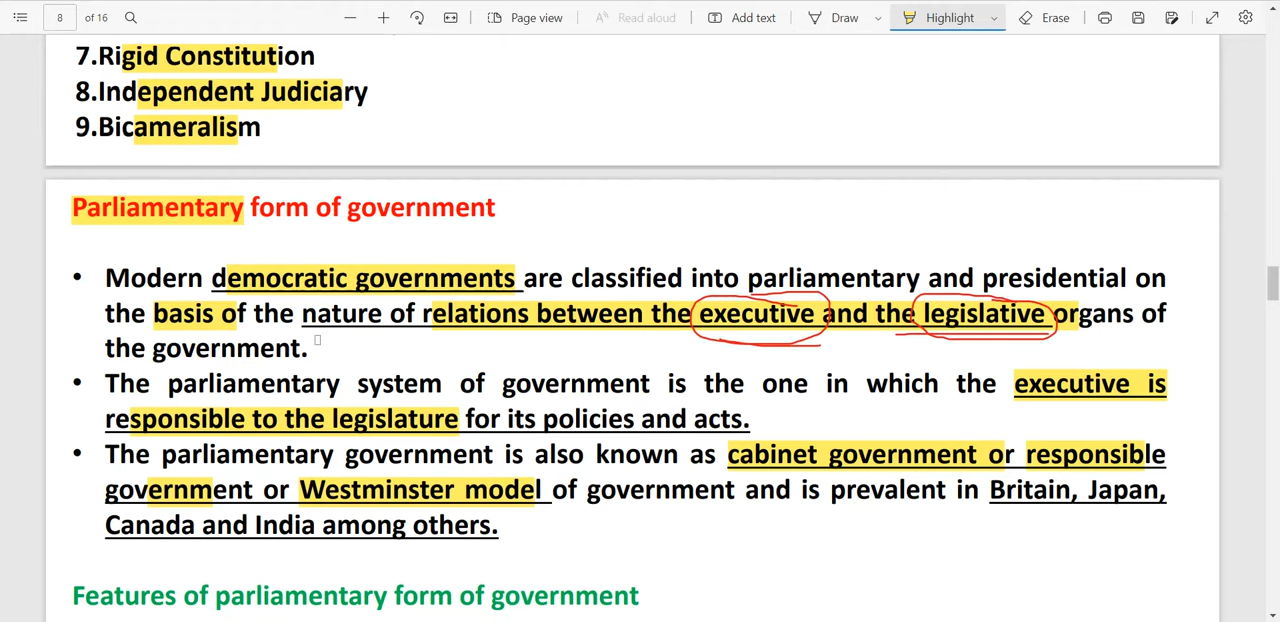 8 of 16 Page view Read aloud Add text Draw Highlight Erase
7.Rigid Constitution
8.Independent Judiciary
9.Bicameralism
Parliamentary form of government
• Modern democratic governments are classified into parliamentary and presidential on
the basis of the nature of relations between the executive and the legislative organs of
the government.
• The parliamentary system of government is the one in which the executive is
responsible to the legislature for its policies and acts.
• The parliamentary government is also known as cabinet government or responsible
government or Westminster model of government and is prevalent in Britain, Japan,
Canada and India among others.
Features of parliamentary form of government